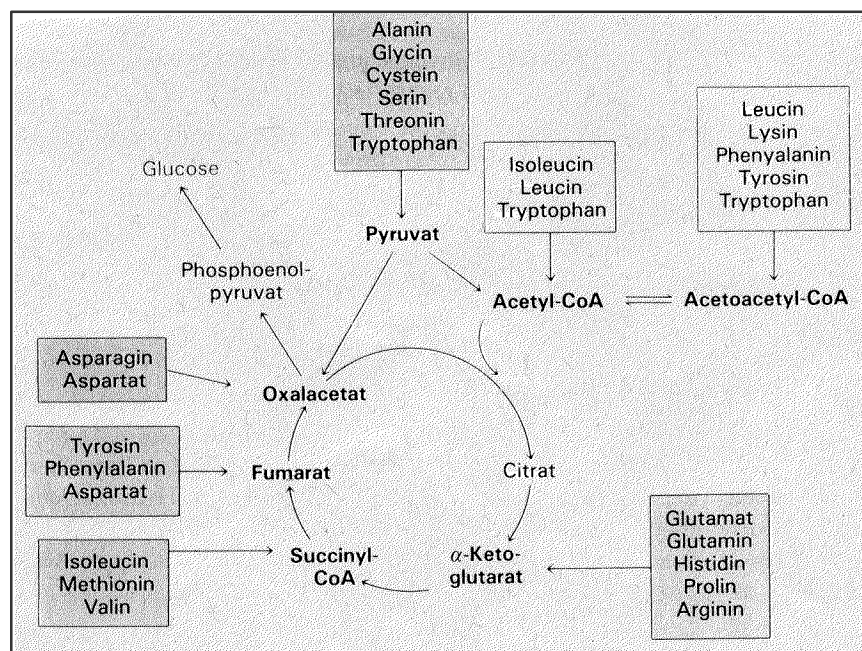 Alanin
Glycin
Cystein
Serin
Threonin
Tryptophan
Leucin
Lysin
Phenyalanin
Tyrosin
Tryptophan
Isoleucin
Leucin
Tryptophan
Glucose
Pyruvat
Phosphoenol-
pyruvat
Acetyl-CoA
Acetoacetyl-CoA
Asparagin
Aspartat
Oxalacetat
Tyrosin
Phenylalanin
Aspartat
Fumarat
Citrat
Isoleucin
Methionin
Valin
Succinyl-
CoA
α-Keto-
glutarat
Glutamat
Glutamin
Histidin
Prolin
Arginin